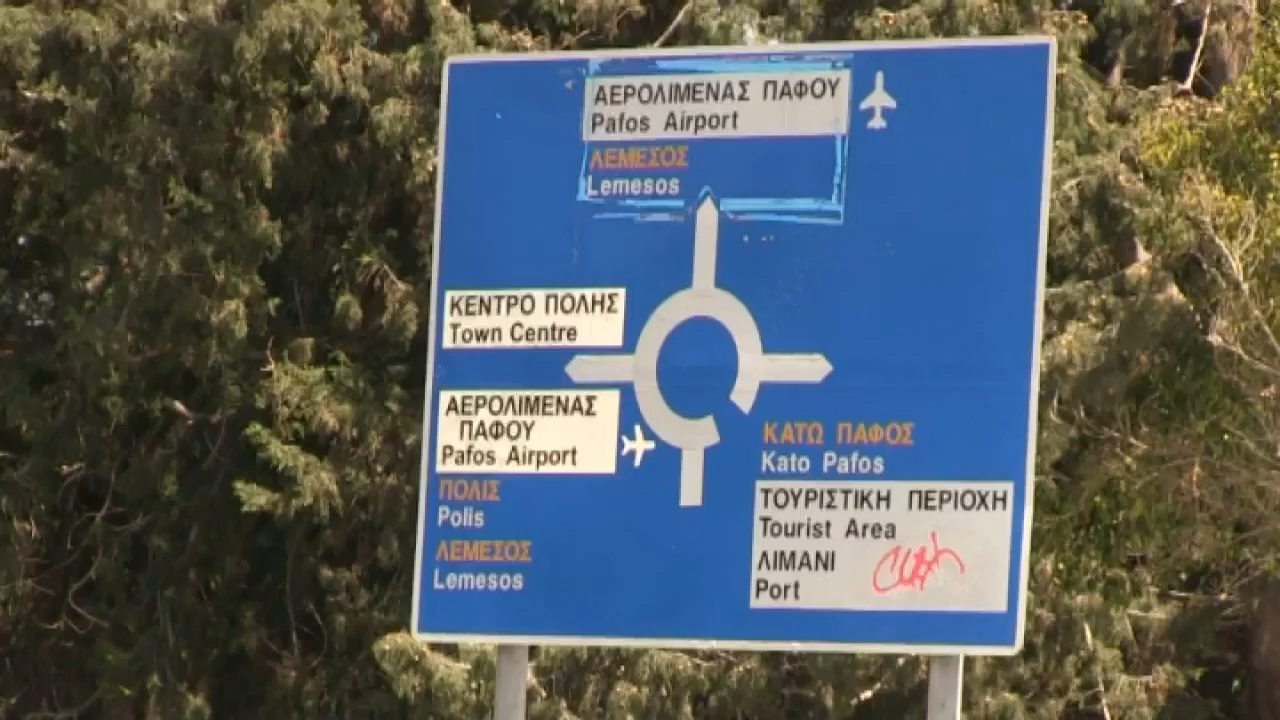 ΑΕΡΟΛΙΜΕΝΑΣ ΠΑΦΟΥ
Pafos Airport
ΛΕΜΕΣΟΣ
Lemesos
ΚΕΝΤΡΟ ΠΟΛΗΣ
Town Centre
ΑΕΡΟΛΙΜΕΝΑΣ
ΠΑΦΟΥ
Pafos Airport
ΠΟΛΙΣ
Polis
ΛΕΜΕΣΟΣ
Lemesos
ΚΑΤΩ ΠΑΦΟΣ
Kato Pafos
ΤΟΥΡΙΣΤΙΚΗ ΠΕΡΙΟΧΗ
Tourist Area
ΛΙΜΑΝΙ
Port